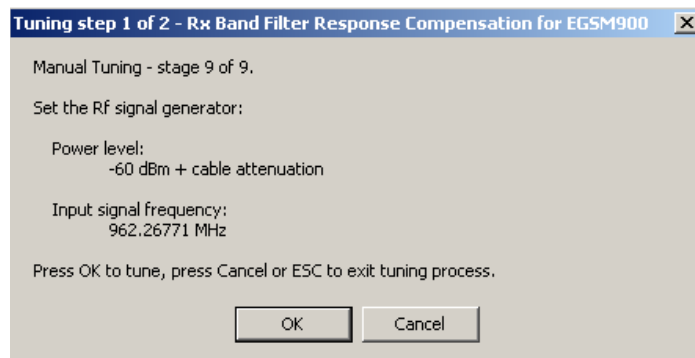 Tuning step 1 of 2 - Rx Band Filter Response Compensation for EGSM900
Manual Tuning - stage 9 of 9.
Set the Rf signal generator:
Power level:
-60 dBm + cable attenuation
Input signal frequency:
962.26771 MHz
Press OK to tune, press Cancel or ESC to exit tuning process.
OK
Cancel